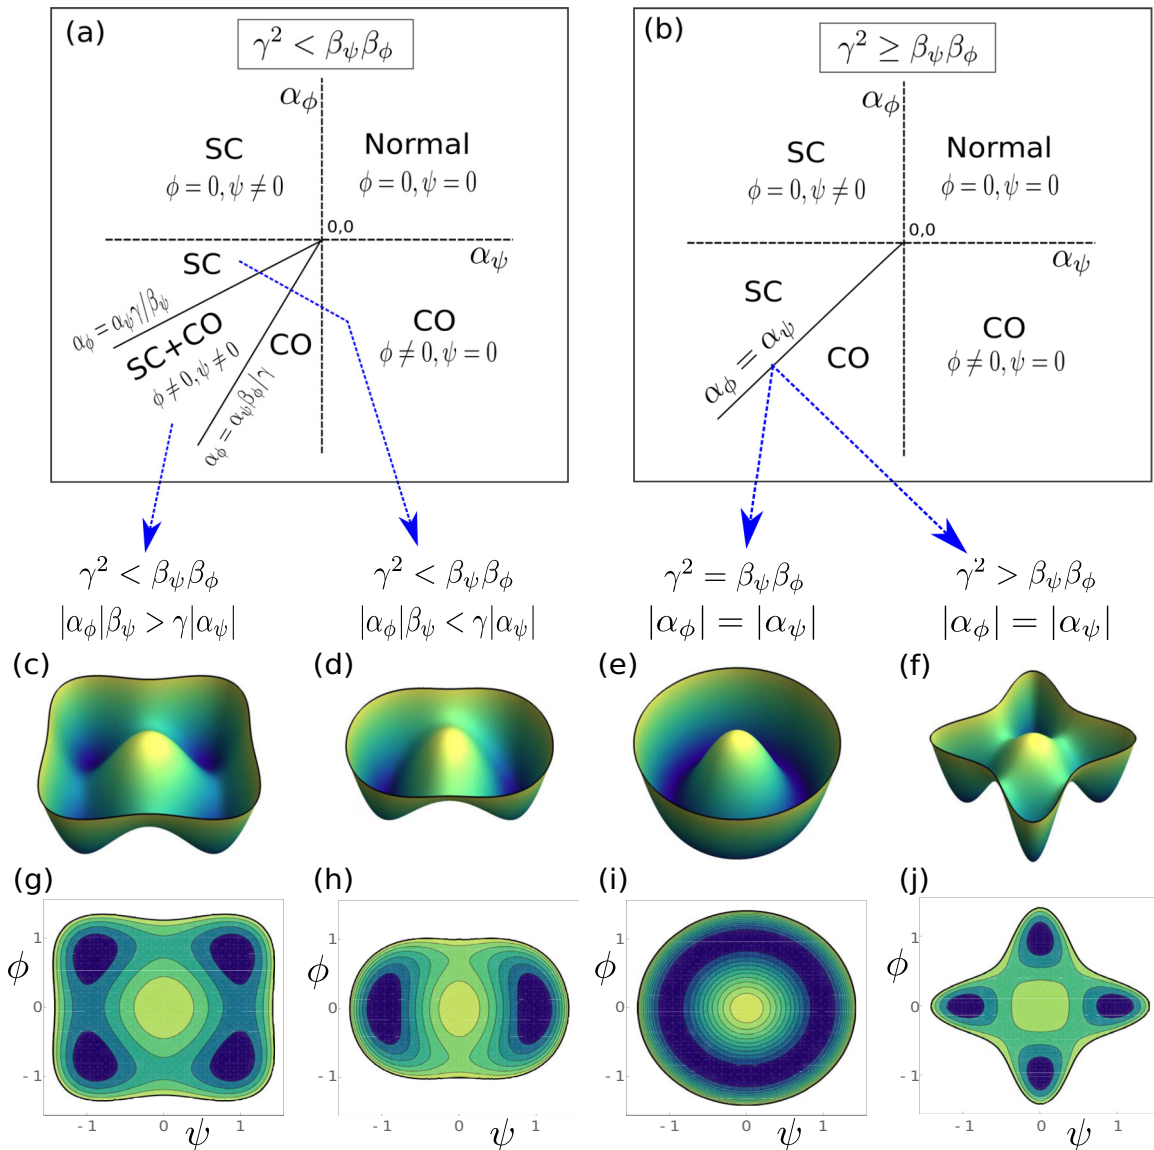 (a)
γ² < β_ψβ_ϕ
α_ϕ
SC
ϕ = 0, ψ ≠ 0
Normal
ϕ = 0, ψ = 0
0,0
α_ψ
SC
α_ϕ = α_ψγ/β_ψ
SC+CO
ϕ ≠ 0, ψ ≠ 0
CO
α_ϕ = α_ψβ_ϕ/γ
CO
ϕ ≠ 0, ψ = 0
(b)
γ² ≥ β_ψβ_ϕ
α_ϕ
SC
ϕ = 0, ψ ≠ 0
Normal
ϕ = 0, ψ = 0
0,0
α_ψ
SC
α_ϕ = α_ψ
CO
CO
ϕ ≠ 0, ψ = 0
γ² < β_ψβ_ϕ
|α_ϕ|β_ψ > γ|α_ψ|
γ² < β_ψβ_ϕ
|α_ϕ|β_ψ < γ|α_ψ|
γ² = β_ψβ_ϕ
|α_ϕ| = |α_ψ|
γ² > β_ψβ_ϕ
|α_ϕ| = |α_ψ|
(c)
(d)
(e)
(f)
(g)
ϕ
1
0
-1
-1 0 1
ψ
(h)
1
0
-1
-1 0 1
ψ
(i)
ϕ
1
0
-1
-1 0 1
ψ
(j)
ϕ
1
0
-1
-1 0 1
ψ